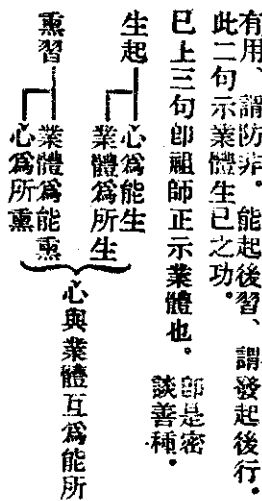 有用、謂防非。能起後習、謂發起後行。
此二句示業體生已之功。
已上三句卽祖師正示業體也。
卽是密
談善種。
生起
心爲能生
業體爲所生
熏習
業體爲能熏
心爲所熏
心與業體互爲能所